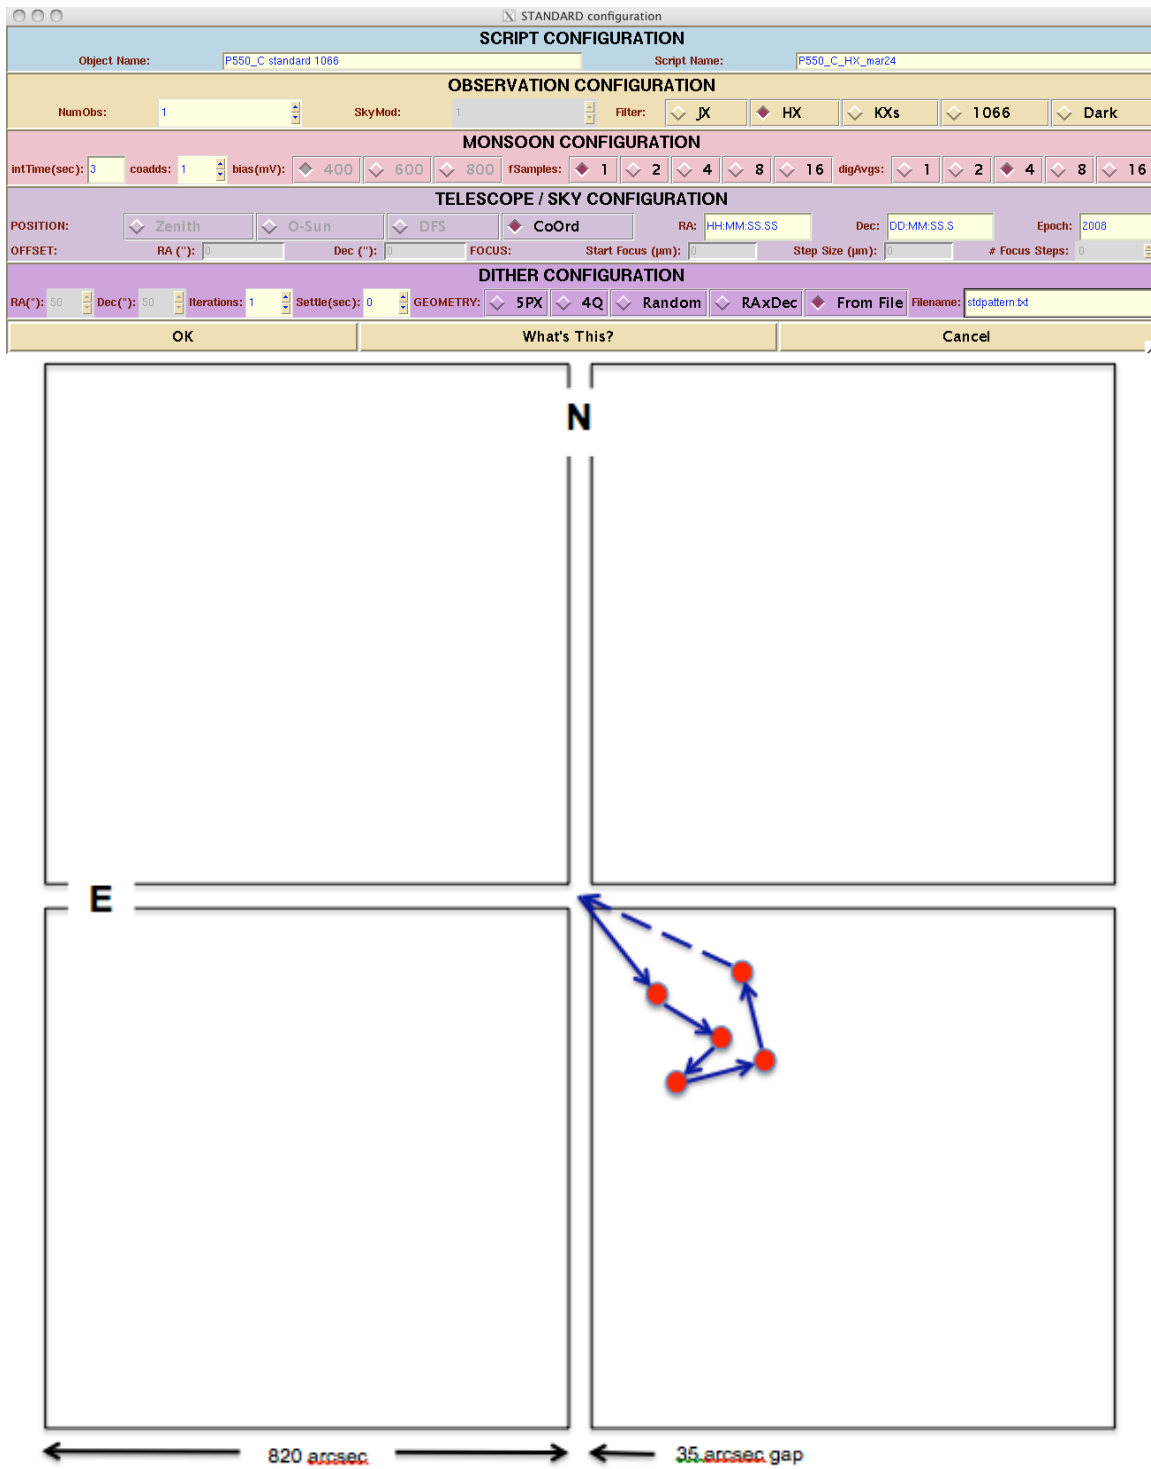 STANDARD configuration
SCRIPT CONFIGURATION
Object Name: P550_C standard 1066 Script Name: P550_C_HX_mar24
OBSERVATION CONFIGURATION
NumObs: 1 SkyMod: 1 Filter: JX HX KXs 1066 Dark
MONSOON CONFIGURATION
intTime(sec): 3 coadds: 1 bias(mV): 400 600 800 fSamples: 1 2 4 8 16 digAvgs: 1 2 4 8 16
TELESCOPE / SKY CONFIGURATION
POSITION: Zenith O-Sun DFS CoOrd RA: HH:MM:SS.SS Dec: DD:MM:SS.S Epoch: 2008
OFFSET: RA ("): 0 Dec ("): 0 FOCUS: Start Focus (µm): 0 Step Size (µm): 0 # Focus Steps: 0
DITHER CONFIGURATION
RA("): 50 Dec("): 50 Iterations: 1 Settle(sec): 0 GEOMETRY: 5PX 4Q Random RAxDec From File Filename: stdpattern.txt
OK What's This? Cancel
N
E
820 arcsec 35 arcsec gap